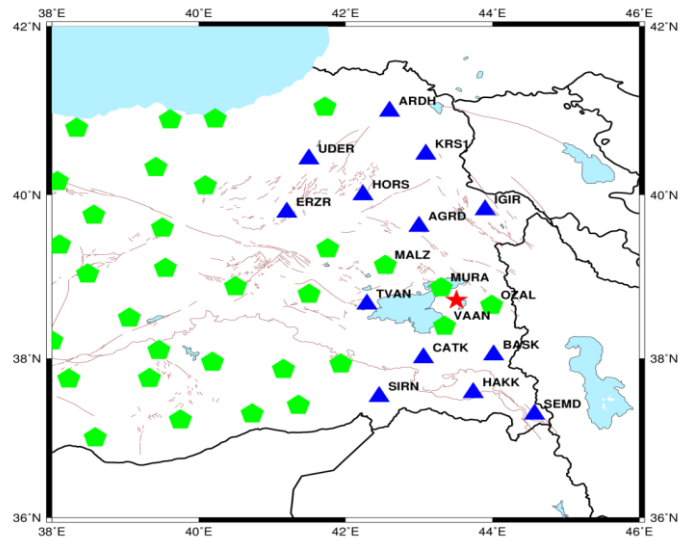 38° 40° 42° 44° 46°
42°N 42°N
ARDH
UDER KRS1
HORS
ERZR IGIR
40°N 40°N
AGRD
MALZ
MURA
TVAN OZAL
VAAN
CATK BASK
38°N 38°N
SIRN HAKK
SEMD
36°N 36°N
38° 40° 42° 44° 46°